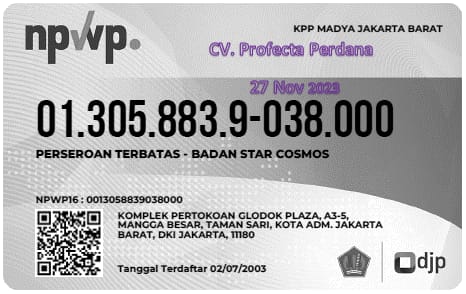 npwp.
KPP MADYA JAKARTA BARAT
CV. Profecta Perdana
27 Nov 2023
01.305.883.9-038.000
PERSEROAN TERBATAS - BADAN STAR COSMOS
NPWP16 : 0013058839038000
KOMPLEK PERTOKOAN GLODOK PLAZA, A3-5,
MANGGA BESAR, TAMAN SARI, KOTA ADM. JAKARTA
BARAT, DKI JAKARTA, 11180
Tanggal Terdaftar 02/07/2003
djp